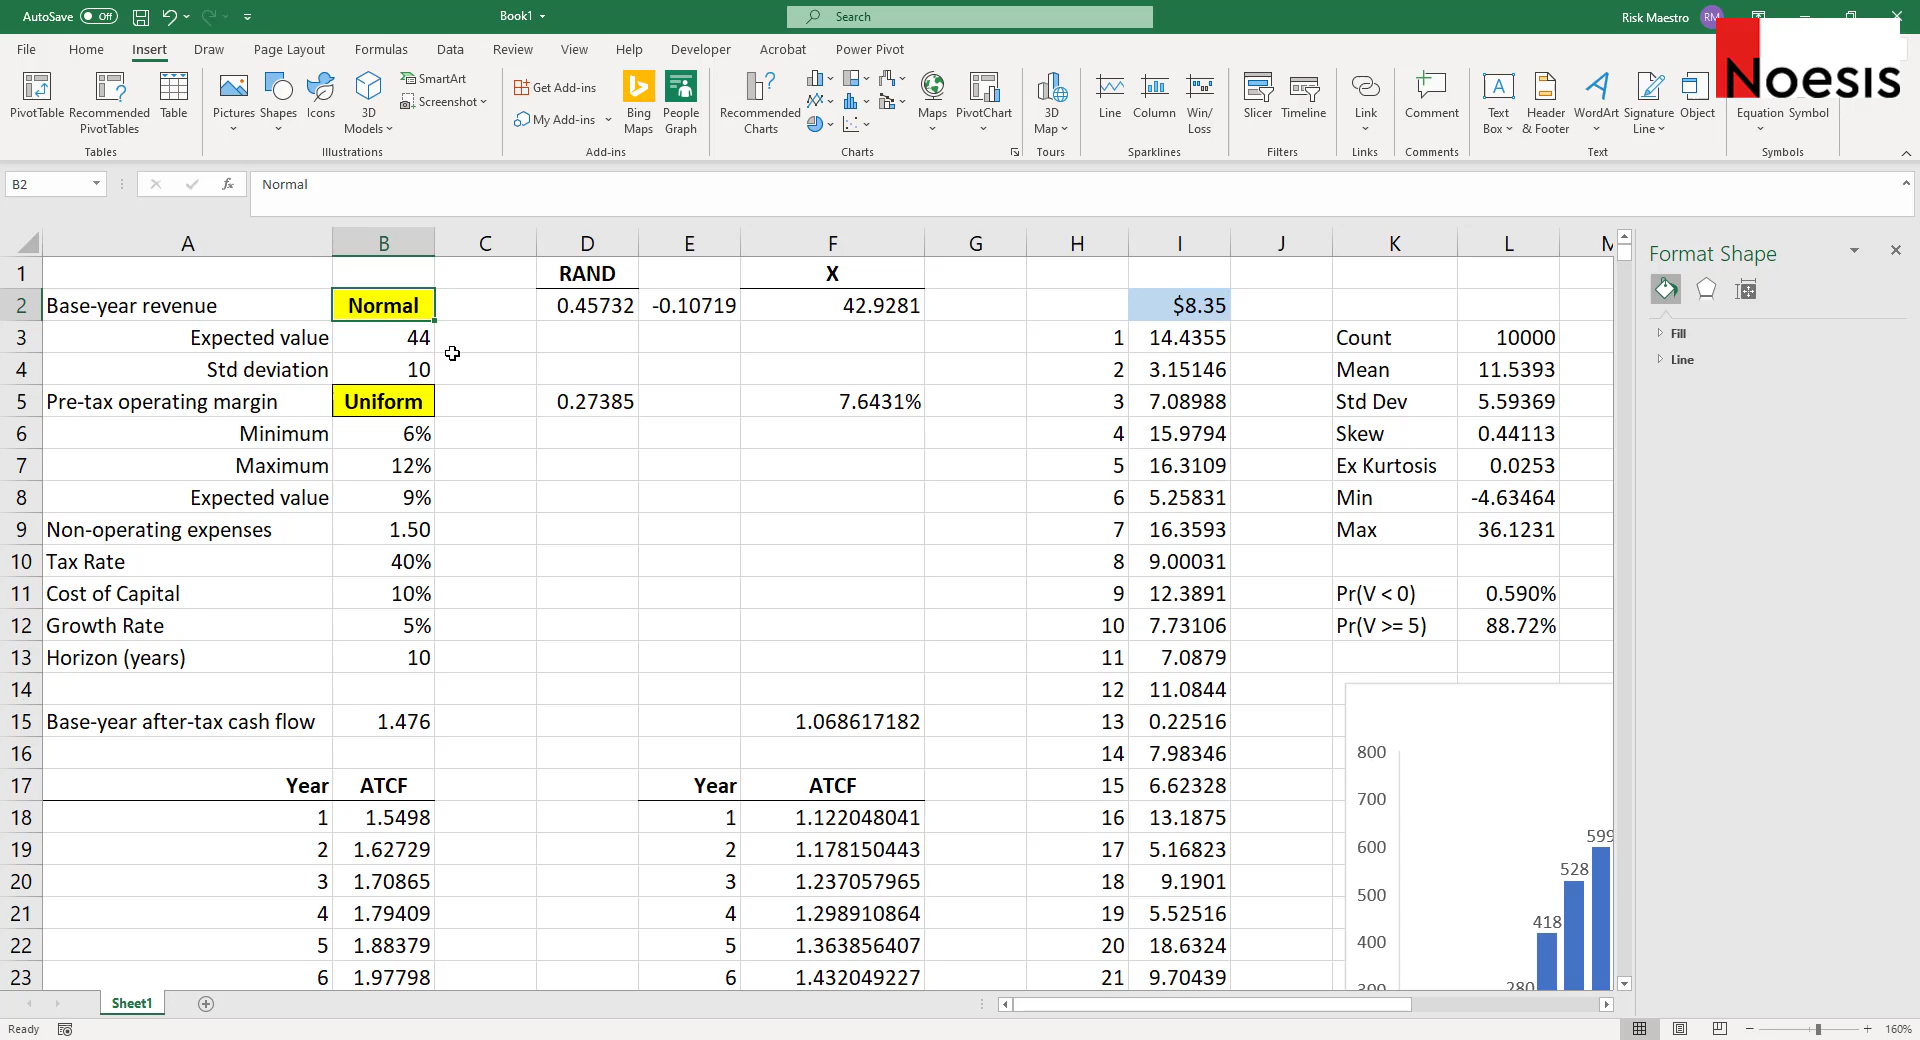 AutoSave Off Book1 Search Risk Maestro RM
File Home Insert Draw Page Layout Formulas Data Review View Help Developer Acrobat Power Pivot
Noesis
SmartArt
Screenshot
Get Add-ins
My Add-ins
PivotTable Recommended PivotTables Table Pictures Shapes Icons 3D Models Bing Maps People Graph Recommended Charts Maps PivotChart 3D Map Line Column Win/Loss Slicer Timeline Link Comment Text Box Header & Footer WordArt Signature Line Object Equation Symbol
Tables Illustrations Add-ins Charts Tours Sparklines Filters Links Comments Text Symbols
B2 fx Normal
A B C D E F G H I J K L
1 RAND X
2 Base-year revenue Normal 0.45732 -0.10719 42.9281 $8.35
3 Expected value 44 1 14.4355 Count 10000
4 Std deviation 10 2 3.15146 Mean 11.5393
5 Pre-tax operating margin Uniform 0.27385 7.6431% 3 7.08988 Std Dev 5.59369
6 Minimum 6% 4 15.9794 Skew 0.44113
7 Maximum 12% 5 16.3109 Ex Kurtosis 0.0253
8 Expected value 9% 6 5.25831 Min -4.63464
9 Non-operating expenses 1.50 7 16.3593 Max 36.1231
10 Tax Rate 40% 8 9.00031
11 Cost of Capital 10% 9 12.3891 Pr(V < 0) 0.590%
12 Growth Rate 5% 10 7.73106 Pr(V >= 5) 88.72%
13 Horizon (years) 10 11 7.0879
14 12 11.0844
15 Base-year after-tax cash flow 1.476 1.068617182 13 0.22516
16 14 7.98346 800
17 Year ATCF Year ATCF 15 6.62328 700
18 1 1.5498 1 1.122048041 16 13.1875 599
19 2 1.62729 2 1.178150443 17 5.16823 600 528
20 3 1.70865 3 1.237057965 18 9.1901 500
21 4 1.79409 4 1.298910864 19 5.52516 418
22 5 1.88379 5 1.363856407 20 18.6324 400
23 6 1.97798 6 1.432049227 21 9.70439 300 280
Format Shape
Fill
Line
Sheet1
Ready 160%